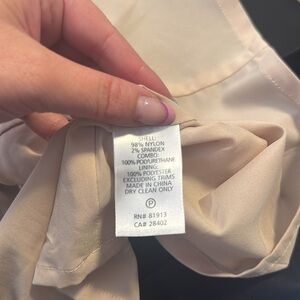 SHELL:
98% NYLON
2% SPANDEX
COMBO:
100% POLYURETHANE
LINING:
100% POLYESTER
EXCLUDING TRIMS
MADE IN CHINA
DRY CLEAN ONLY
P
RN# 81913
CA# 28402